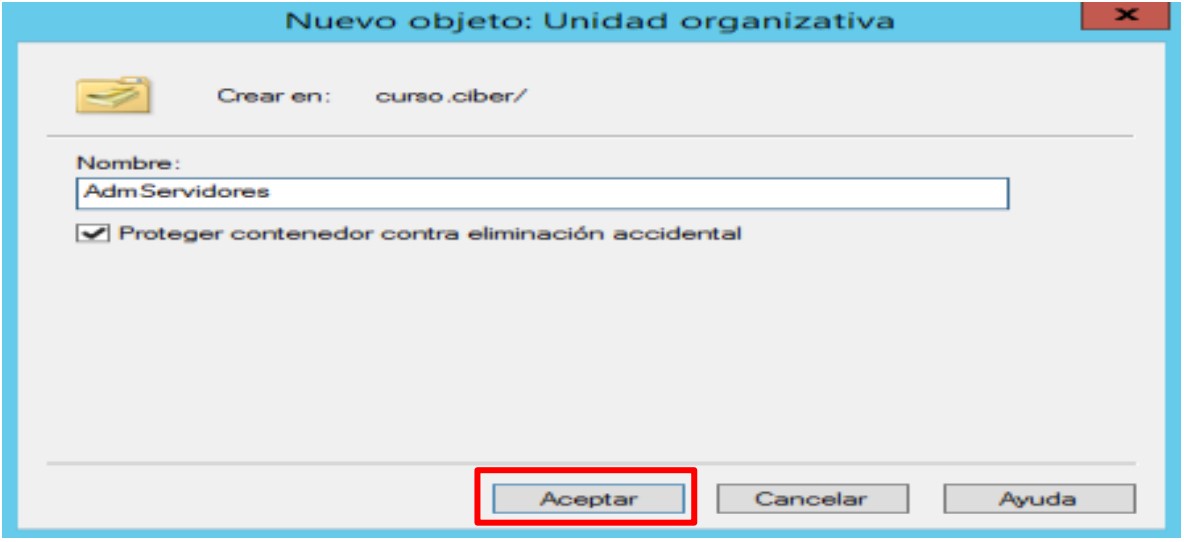 Nuevo objeto: Unidad organizativa
Crear en: curso.ciber/
Nombre:
AdmServidores
Proteger contenedor contra eliminación accidental
Aceptar Cancelar Ayuda